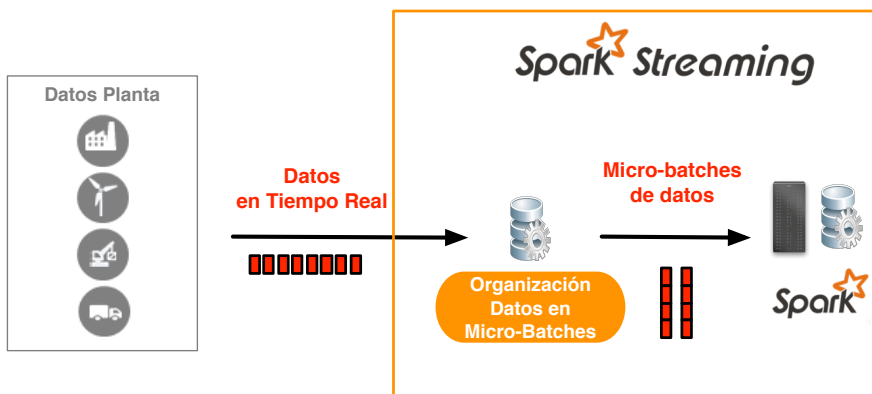 Spark Streaming
Datos Planta
Datos
en Tiempo Real
Micro-batches
de datos
Organización
Datos en
Micro-Batches
Spark